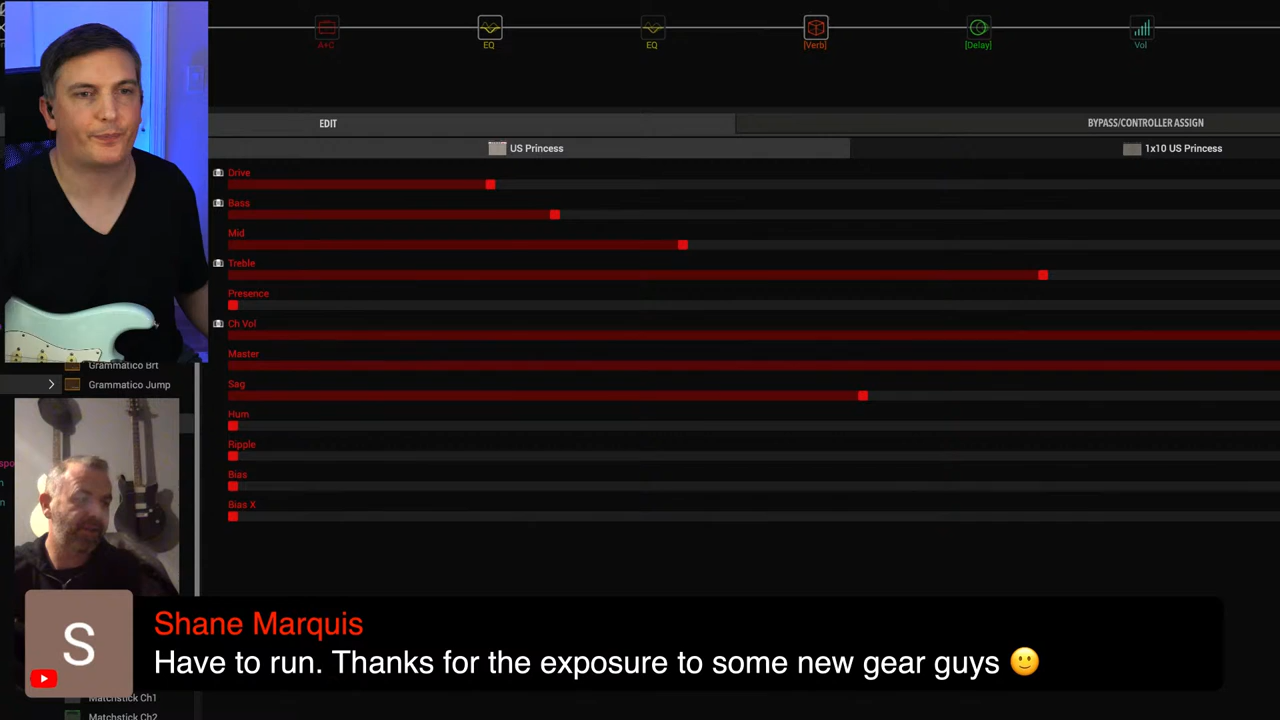 A+C
EQ
EQ
[Verb]
[Delay]
Vol
EDIT
BYPASS/CONTROLLER ASSIGN
US Princess
1x10 US Princess
Drive
Bass
Mid
Treble
Presence
Ch Vol
Master
Sag
Hum
Ripple
Bias
Bias X
Grammatico Brt
Grammatico Jump
S
Shane Marquis
Have to run. Thanks for the exposure to some new gear guys 🙂
Matchstick Ch1
Matchstick Ch2